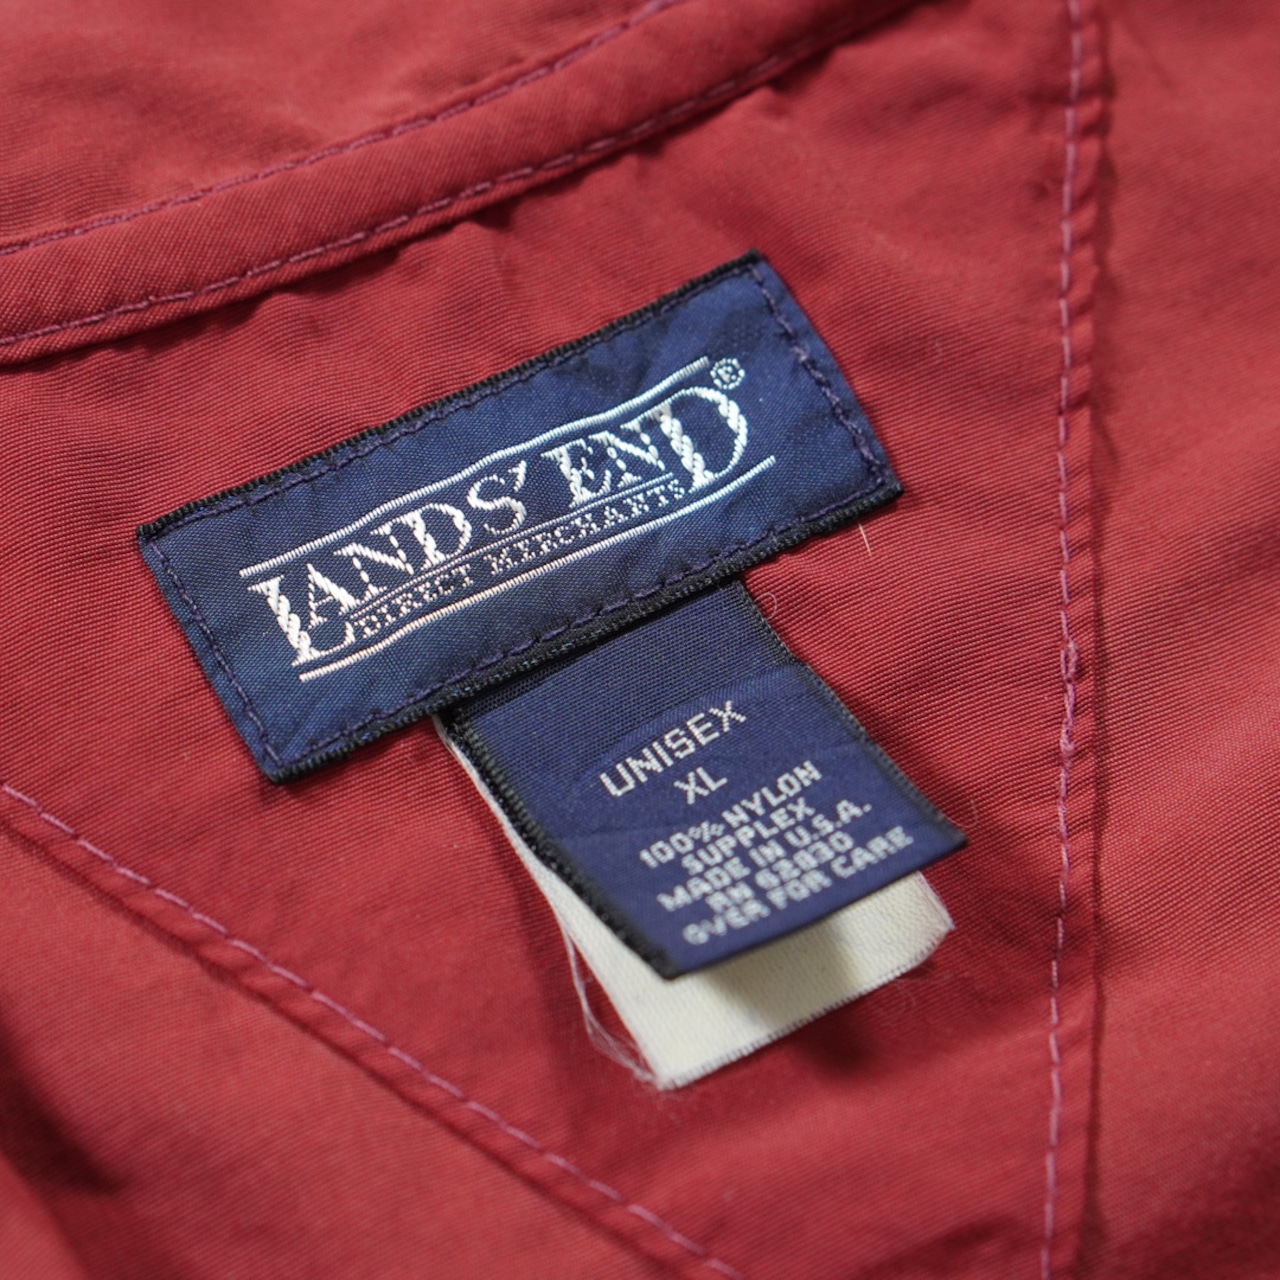 LANDS' END®
DIRECT MERCHANTS
UNISEX
XL
100% NYLON
SUPPLEX
MADE IN U.S.A.
RN 62830
OVER FOR CARE